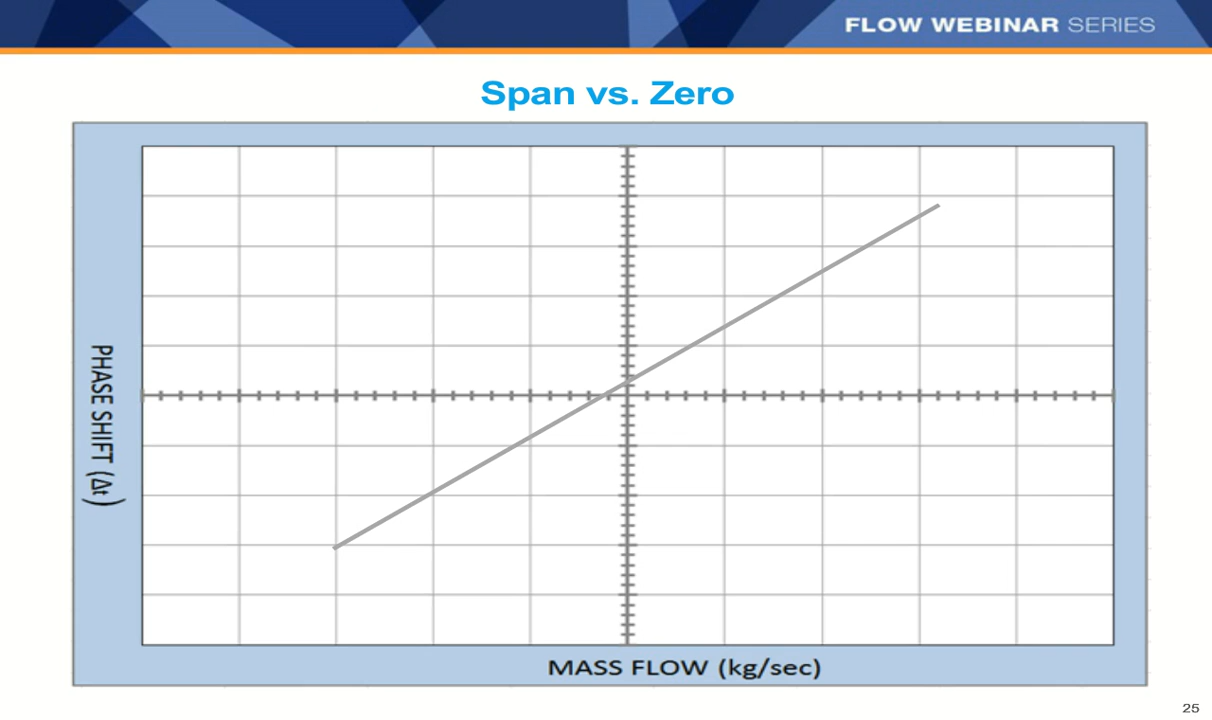 FLOW WEBINAR SERIES
Span vs. Zero
PHASE SHIFT (Δt)
MASS FLOW (kg/sec)
25